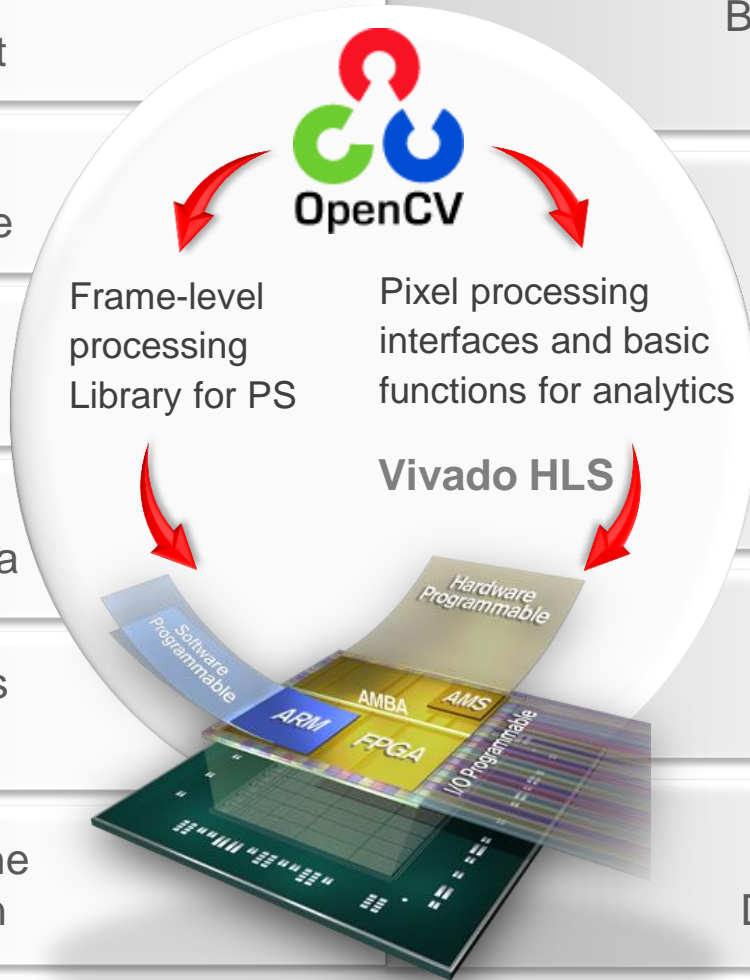 OpenCV
Frame-level
processing
Library for PS
Pixel processing
interfaces and basic
functions for analytics
Vivado HLS
Hardware
Programmable
Software
Programmable
AMBA
AMS
ARM
FPGA
I/O Programmable